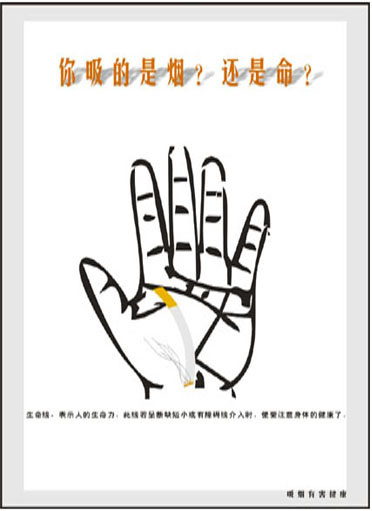 你吸的是烟？还是命？
生命线，表示人的生命力，此线若呈断缺短小或有障碍线介入时，便要注意身体的健康了．
吸烟有害健康